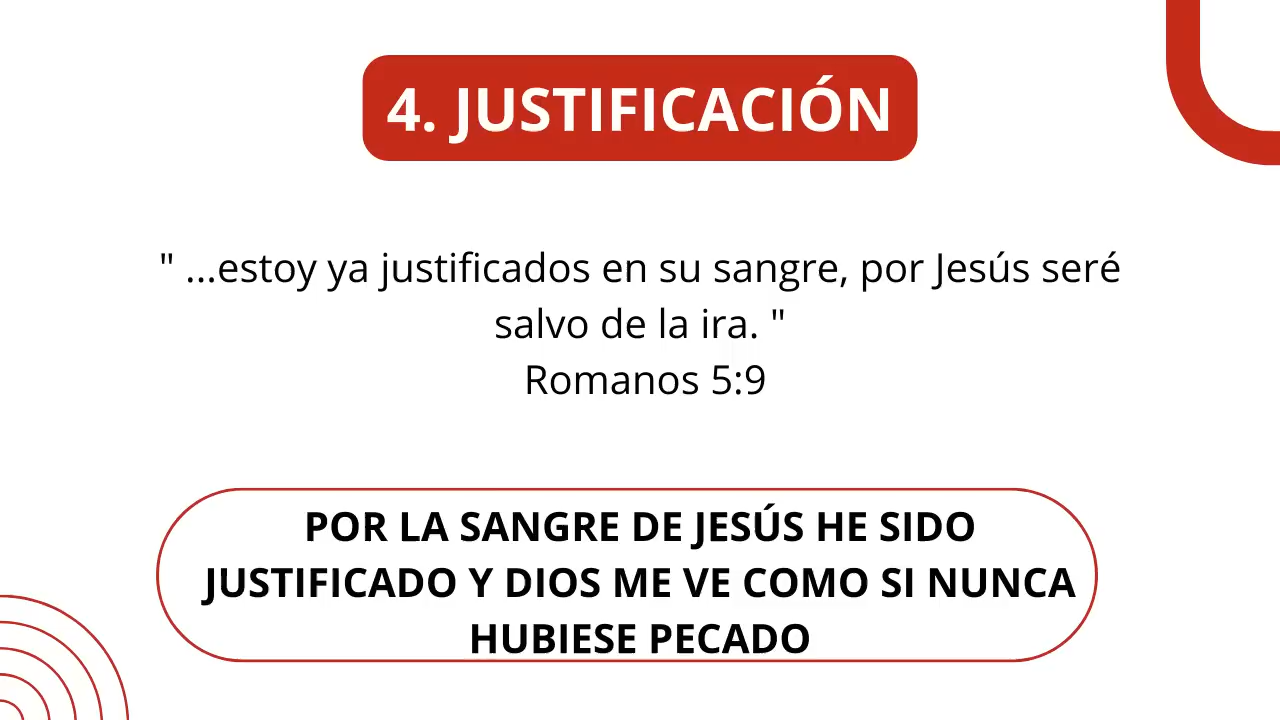 4. JUSTIFICACIÓN
" ...estoy ya justificados en su sangre, por Jesús seré
salvo de la ira. "
Romanos 5:9
POR LA SANGRE DE JESÚS HE SIDO
JUSTIFICADO Y DIOS ME VE COMO SI NUNCA
HUBIESE PECADO